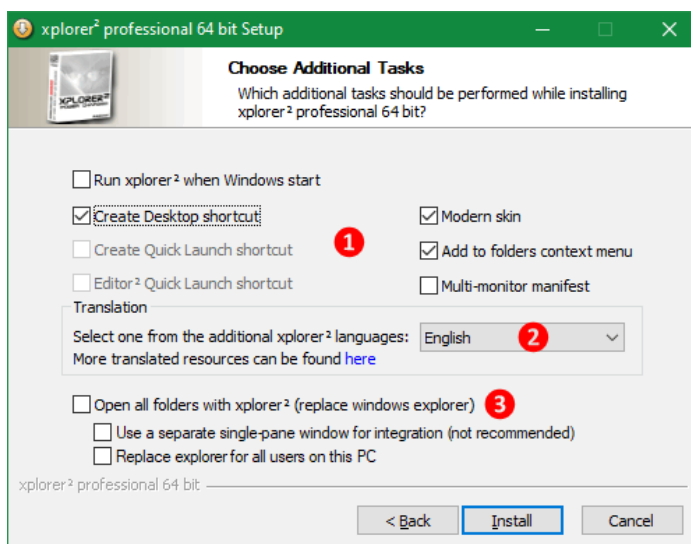 xplorer² professional 64 bit Setup
XPLORER²
Choose Additional Tasks
Which additional tasks should be performed while installing
xplorer² professional 64 bit?
Run xplorer² when Windows start
Create Desktop shortcut
Modern skin
Create Quick Launch shortcut
1
Add to folders context menu
Editor² Quick Launch shortcut
Multi-monitor manifest
Translation
Select one from the additional xplorer² languages:
English
2
More translated resources can be found here
Open all folders with xplorer² (replace windows explorer)
3
Use a separate single-pane window for integration (not recommended)
Replace explorer for all users on this PC
xplorer² professional 64 bit
< Back
Install
Cancel